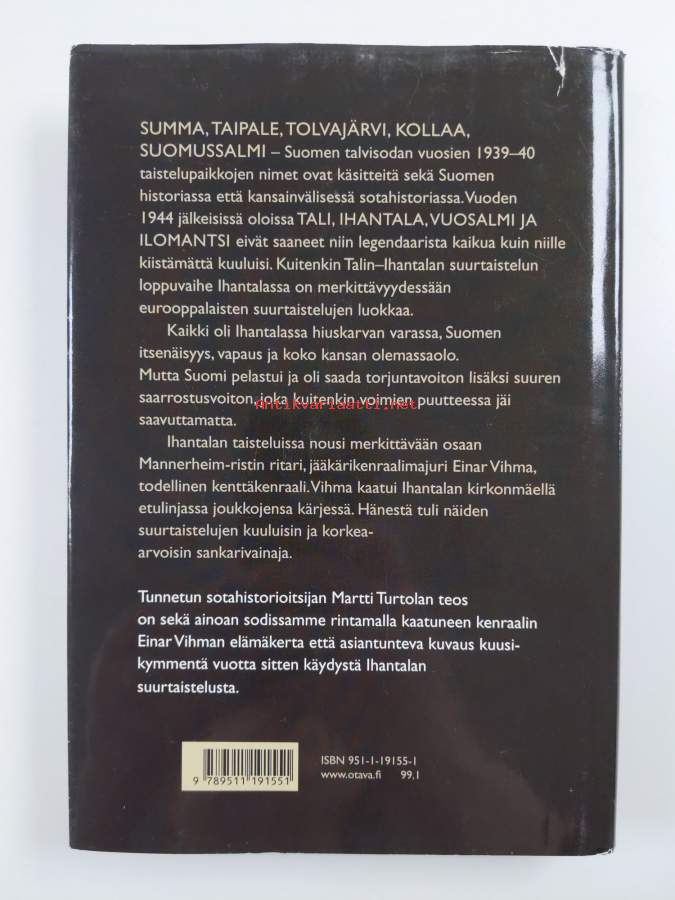 SUMMA, TAIPALE, TOLVAJÄRVI, KOLLAA,
SUOMUSSALMI – Suomen talvisodan vuosien 1939–40
taistelupaikkojen nimet ovat käsitteitä sekä Suomen
historiassa että kansainvälisessä sotahistoriassa. Vuoden
1944 jälkeisissä oloissa TALI, IHANTALA, VUOSALMI JA
ILOMANTSI eivät saaneet niin legendaarista kaikua kuin niille
kiistämättä kuuluisi. Kuitenkin Talin–Ihantalan suurtaistelun
loppuvaihe Ihantalassa on merkittävyydessään
eurooppalaisten suurtaistelujen luokkaa.
Kaikki oli Ihantalassa hiuskarvan varassa, Suomen
itsenäisyys, vapaus ja koko kansan olemassaolo.
Mutta Suomi pelastui ja oli saada torjuntavoiton lisäksi suuren
saarrostusvoiton, joka kuitenkin voimien puutteessa jäi
Antikvariaatti.net
saavuttamatta.
Ihantalan taisteluissa nousi merkittävään osaan
Mannerheim-ristin ritari, jääkärikenraalimajuri Einar Vihma,
todellinen kenttäkenraali. Vihma kaatui Ihantalan kirkonmäellä
etulinjassa joukkojensa kärjessä. Hänestä tuli näiden
suurtaistelujen kuuluisin ja korkea-
arvoisin sankarivainaja.
Tunnetun sotahistorioitsijan Martti Turtolan teos
on sekä ainoan sodissamme rintamalla kaatuneen kenraalin
Einar Vihman elämäkerta että asiantunteva kuvaus kuusi-
kymmentä vuotta sitten käydystä Ihantalan
suurtaistelusta.
ISBN 951-1-19155-1
www.otava.fi 99.1
9 789511 191551